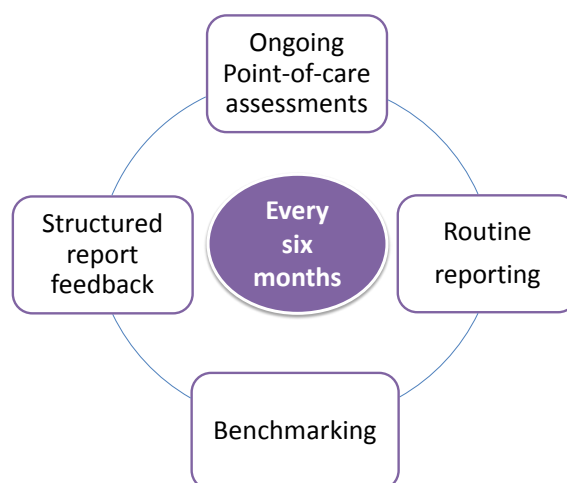 Ongoing
Point-of-care
assessments
Structured
report
feedback
Every
six
months
Routine
reporting
Benchmarking